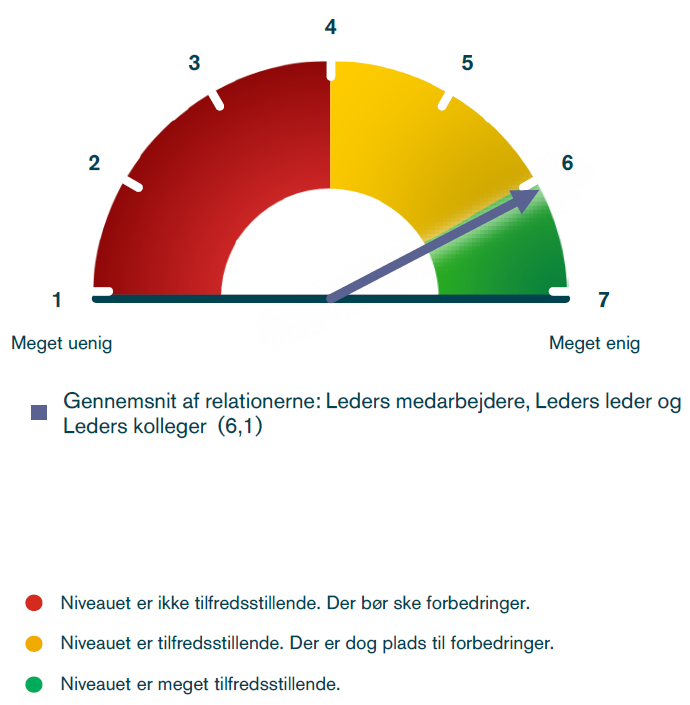 4
3
5
2
6
1
7
Meget uenig
Meget enig
Gennemsnit af relationerne: Leders medarbejdere, Leders leder og
Leders kolleger (6,1)
Niveauet er ikke tilfredsstillende. Der bør ske forbedringer.
Niveauet er tilfredsstillende. Der er dog plads til forbedringer.
Niveauet er meget tilfredsstillende.